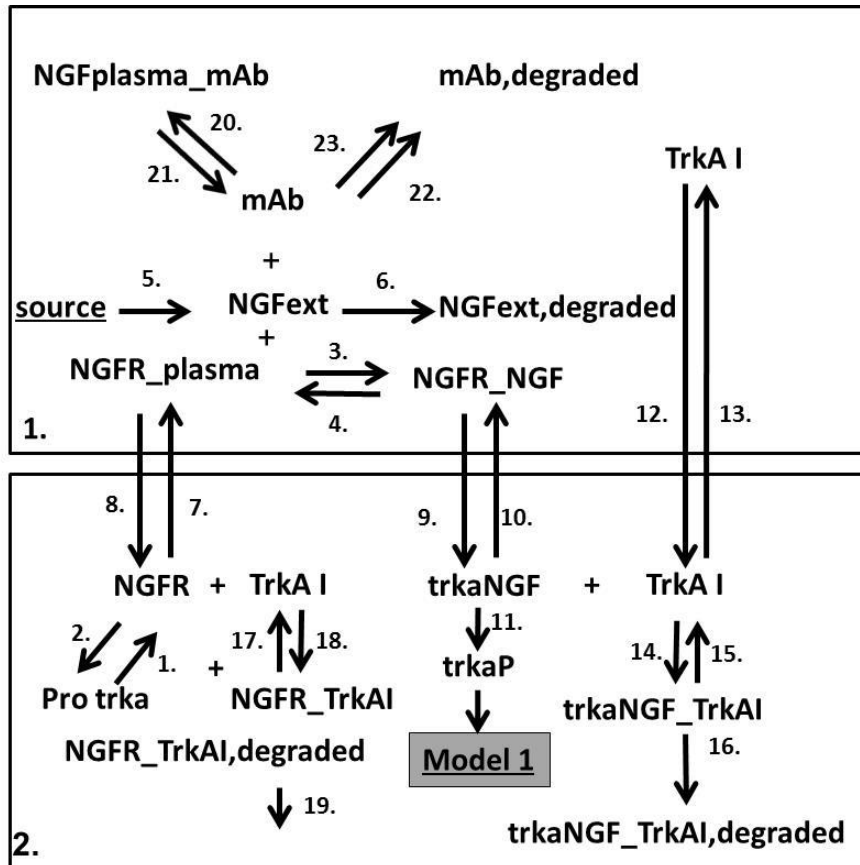 NGFplasma_mAb mAb,degraded
20. 23.
TrkA I
21. 22.
mAb
+
5. 6.
source NGFext NGFext,degraded
+
3.
NGFR_plasma NGFR_NGF
4. 12. 13.
1.
8. 7. 9. 10.
NGFR + TrkA I trkaNGF + TrkA I
2. 1. 17. 18. 11. 14. 15.
+
Pro trka NGFR_TrkAI trkaP trkaNGF_TrkAI
NGFR_TrkAI,degraded Model 1 16.
19.
2. trkaNGF_TrkAI,degraded